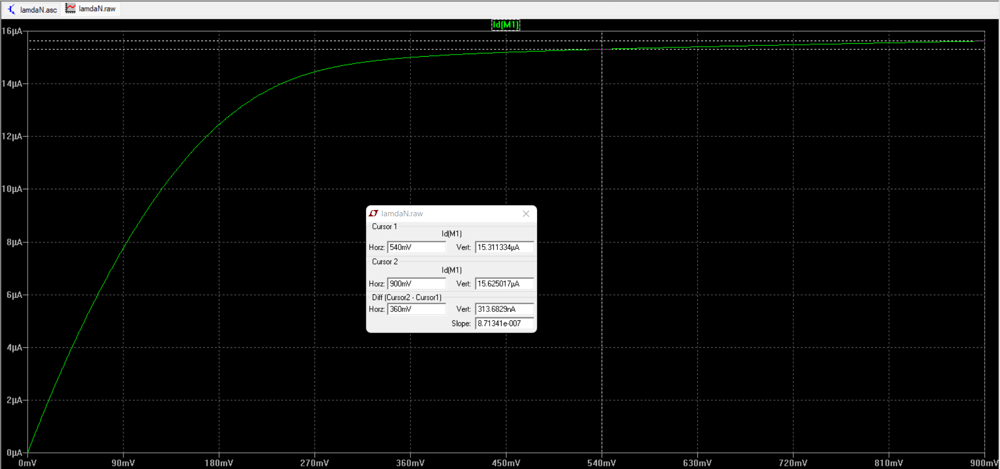 lamdaN.asc lamdaN.raw
Id(M1)
16µA
14µA
12µA
10µA
8µA
6µA
4µA
2µA
0µA
lamdaN.raw
Cursor 1
Id(M1)
Horz: 540mV Vert: 15.311334µA
Cursor 2
Id(M1)
Horz: 900mV Vert: 15.625017µA
Diff (Cursor2 - Cursor1)
Horz: 360mV Vert: 313.6829nA
Slope: 8.71341e-007
0mV 90mV 180mV 270mV 360mV 450mV 540mV 630mV 720mV 810mV 900mV